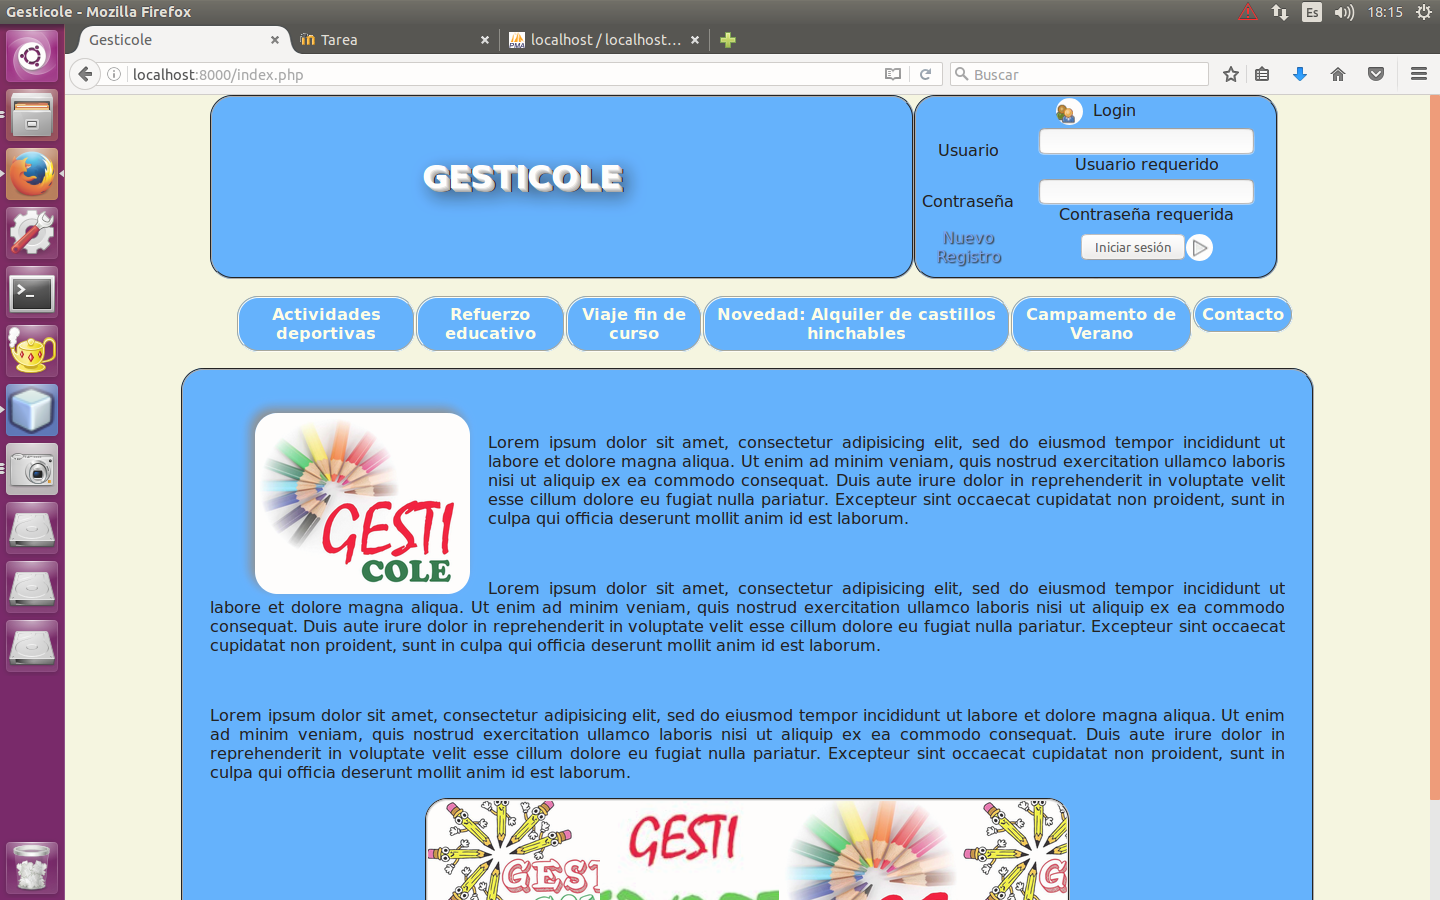 Gesticole - Mozilla Firefox
Es
18:15
Gesticole
Tarea
localhost / localhost...
localhost:8000/index.php
Buscar
GESTICOLE
Login
Usuario
Usuario requerido
Contraseña
Contraseña requerida
Nuevo
Registro
Iniciar sesión
Actividades
deportivas
Refuerzo
educativo
Viaje fin de
curso
Novedad: Alquiler de castillos
hinchables
Campamento de
Verano
Contacto
GESTI
COLE
Lorem ipsum dolor sit amet, consectetur adipisicing elit, sed do eiusmod tempor incididunt ut
labore et dolore magna aliqua. Ut enim ad minim veniam, quis nostrud exercitation ullamco laboris
nisi ut aliquip ex ea commodo consequat. Duis aute irure dolor in reprehenderit in voluptate velit
esse cillum dolore eu fugiat nulla pariatur. Excepteur sint occaecat cupidatat non proident, sunt in
culpa qui officia deserunt mollit anim id est laborum.
Lorem ipsum dolor sit amet, consectetur adipisicing elit, sed do eiusmod tempor incididunt ut
labore et dolore magna aliqua. Ut enim ad minim veniam, quis nostrud exercitation ullamco laboris nisi ut aliquip ex ea commodo
consequat. Duis aute irure dolor in reprehenderit in voluptate velit esse cillum dolore eu fugiat nulla pariatur. Excepteur sint occaecat
cupidatat non proident, sunt in culpa qui officia deserunt mollit anim id est laborum.
Lorem ipsum dolor sit amet, consectetur adipisicing elit, sed do eiusmod tempor incididunt ut labore et dolore magna aliqua. Ut enim
ad minim veniam, quis nostrud exercitation ullamco laboris nisi ut aliquip ex ea commodo consequat. Duis aute irure dolor in
reprehenderit in voluptate velit esse cillum dolore eu fugiat nulla pariatur. Excepteur sint occaecat cupidatat non proident, sunt in
culpa qui officia deserunt mollit anim id est laborum.
GEST
GESTI
GE